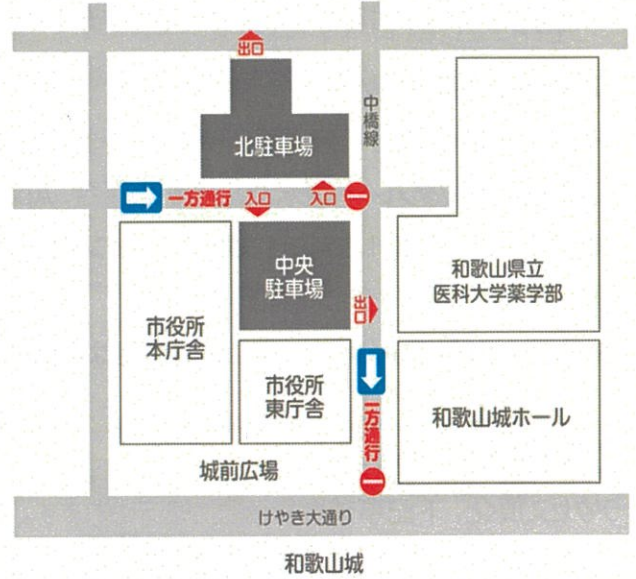 出口
中橋線
北駐車場
一方通行
入口
入口
中央
駐車場
和歌山県立
医科大学薬学部
出口
市役所
本庁舎
市役所
東庁舎
一方通行
和歌山城ホール
城前広場
けやき大通り
和歌山城